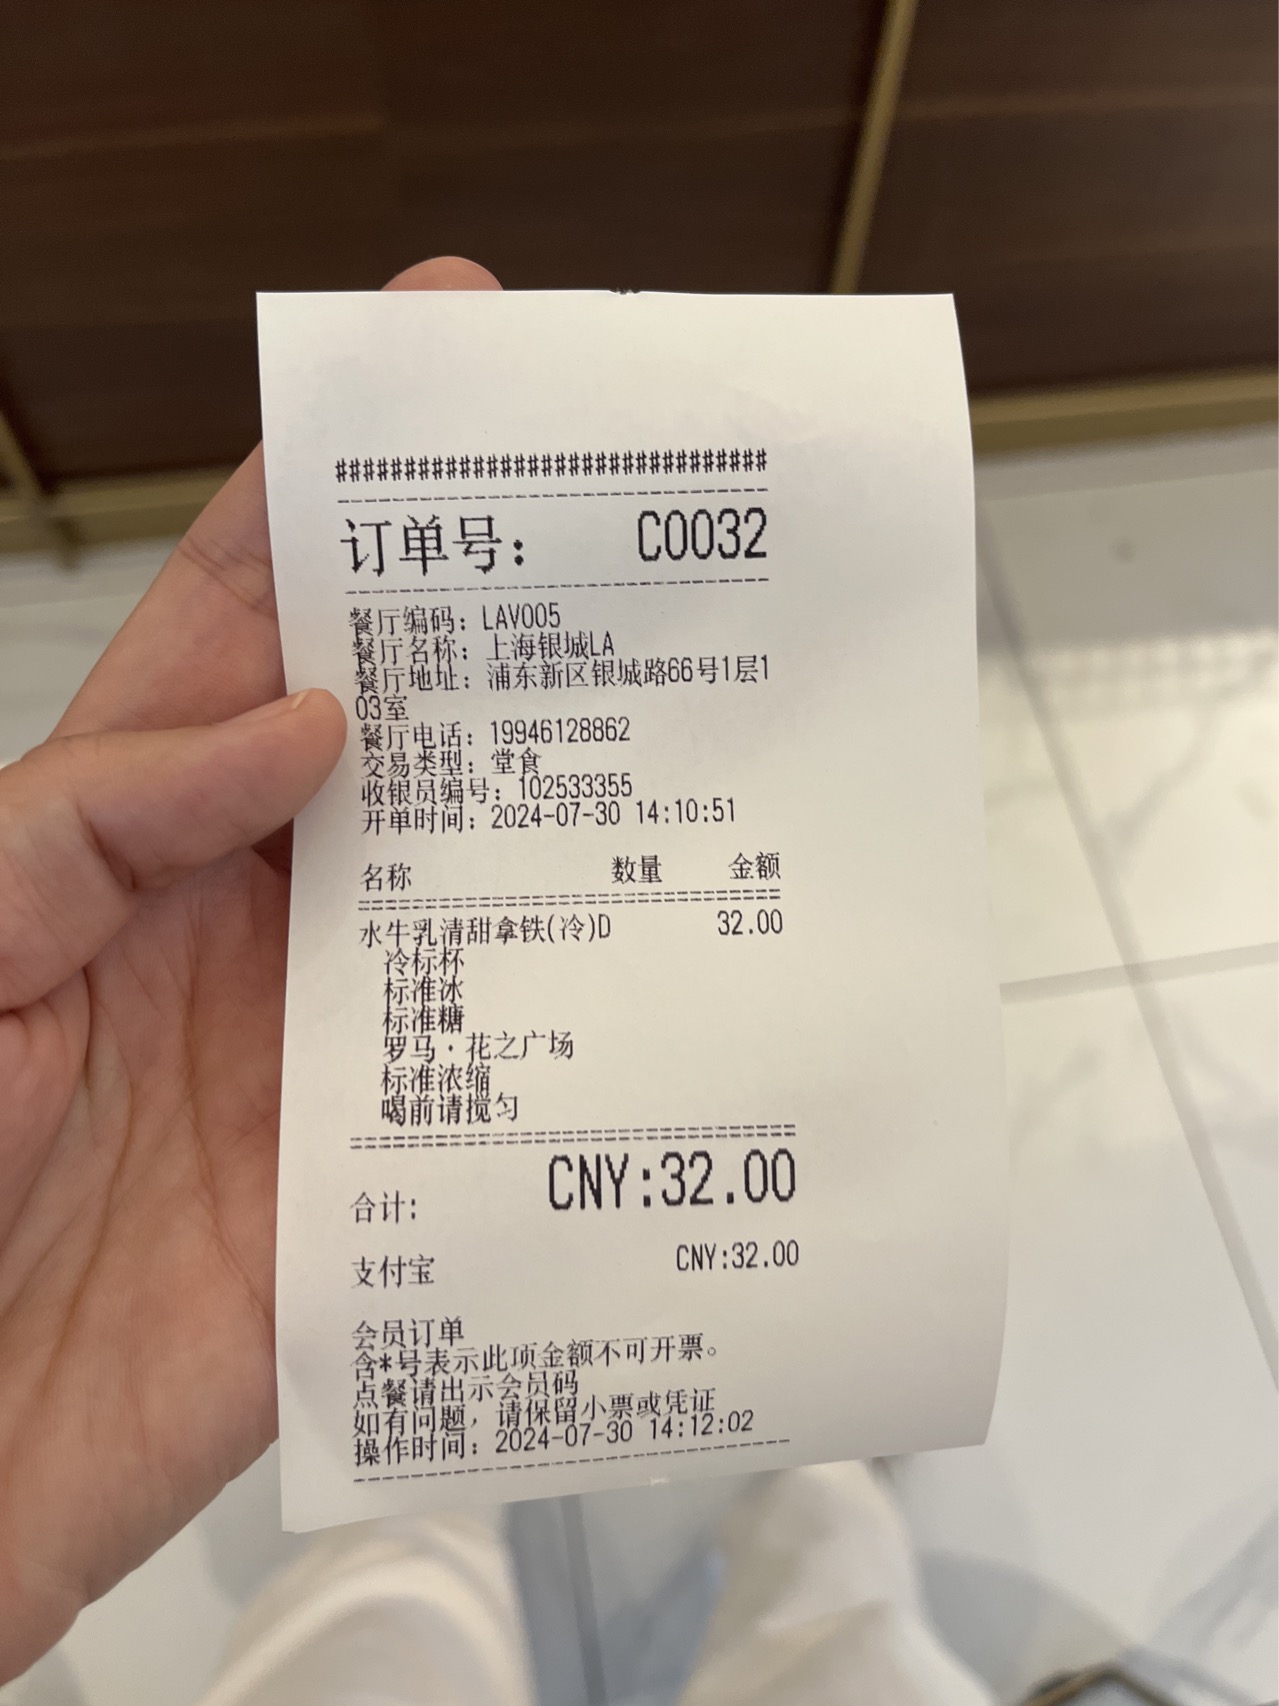 ###############################
订单号: C0032
餐厅编码: LAV005
餐厅名称: 上海银城LA
餐厅地址: 浦东新区银城路66号1层1
03室
餐厅电话: 19946128862
交易类型: 堂食
收银员编号: 102533355
开单时间: 2024-07-30 14:10:51
名称 数量 金额
水牛乳清甜拿铁(冷)D 32.00
冷标杯
标准冰
标准糖
罗马·花之广场
标准浓缩
喝前请搅匀
合计: CNY:32.00
支付宝 CNY:32.00
会员订单
含*号表示此项金额不可开票。
点餐请出示会员码
如有问题, 请保留小票或凭证
操作时间: 2024-07-30 14:12:02